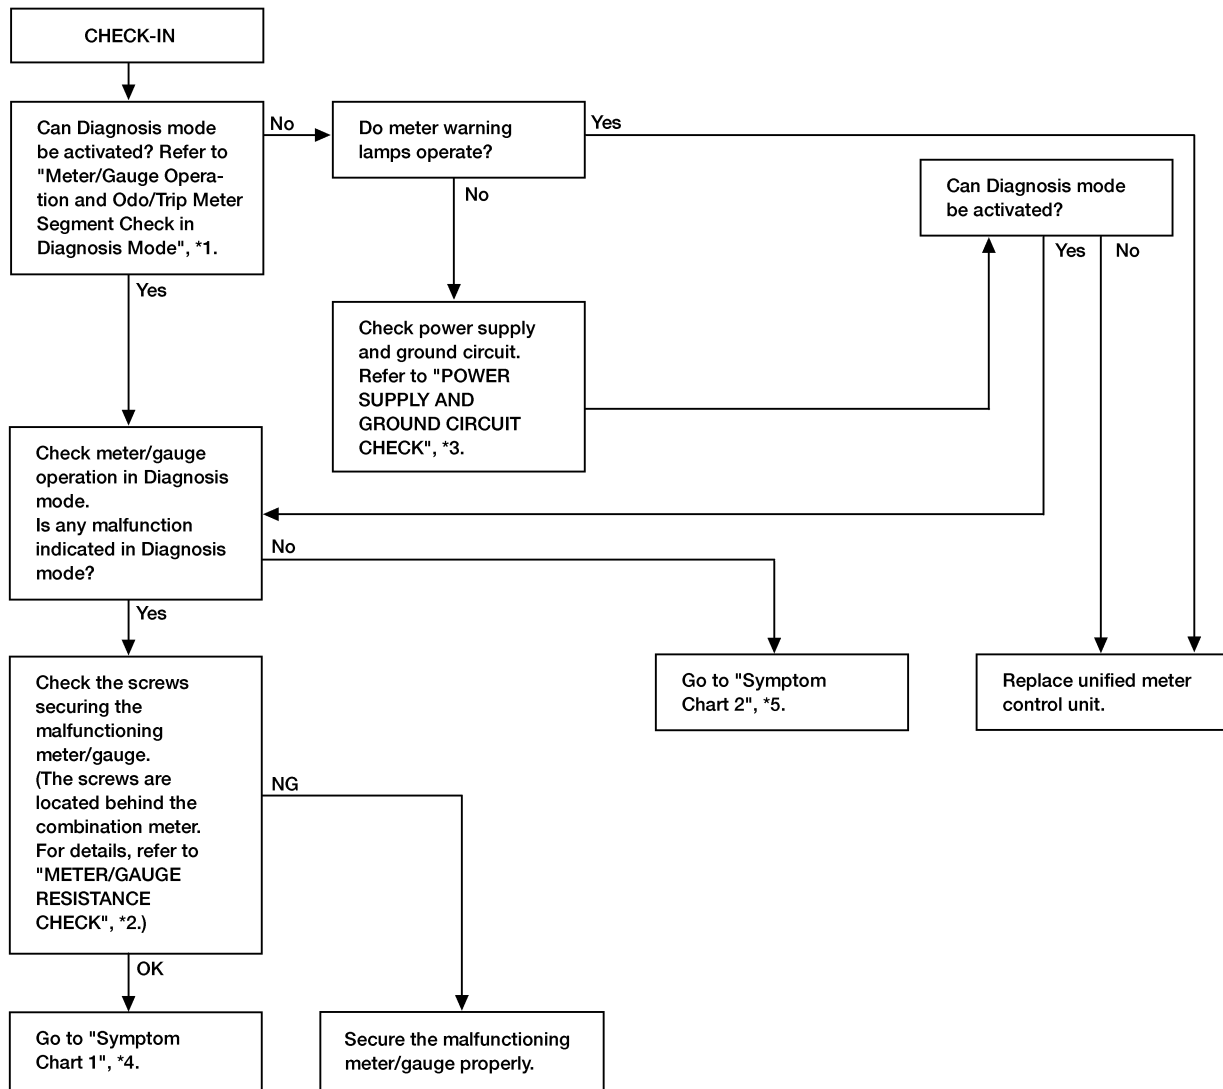 CHECK-IN
Can Diagnosis mode
be activated? Refer to
"Meter/Gauge Opera-
tion and Odo/Trip Meter
Segment Check in
Diagnosis Mode", *1.
No
Do meter warning
lamps operate?
Yes
Can Diagnosis mode
be activated?
No
Yes
No
Yes
Check power supply
and ground circuit.
Refer to "POWER
SUPPLY AND
GROUND CIRCUIT
CHECK", *3.
Check meter/gauge
operation in Diagnosis
mode.
Is any malfunction
indicated in Diagnosis
mode?
No
Yes
Check the screws
securing the
malfunctioning
meter/gauge.
(The screws are
located behind the
combination meter.
For details, refer to
"METER/GAUGE
RESISTANCE
CHECK", *2.)
Go to "Symptom
Chart 2", *5.
Replace unified meter
control unit.
NG
OK
Go to "Symptom
Chart 1", *4.
Secure the malfunctioning
meter/gauge properly.